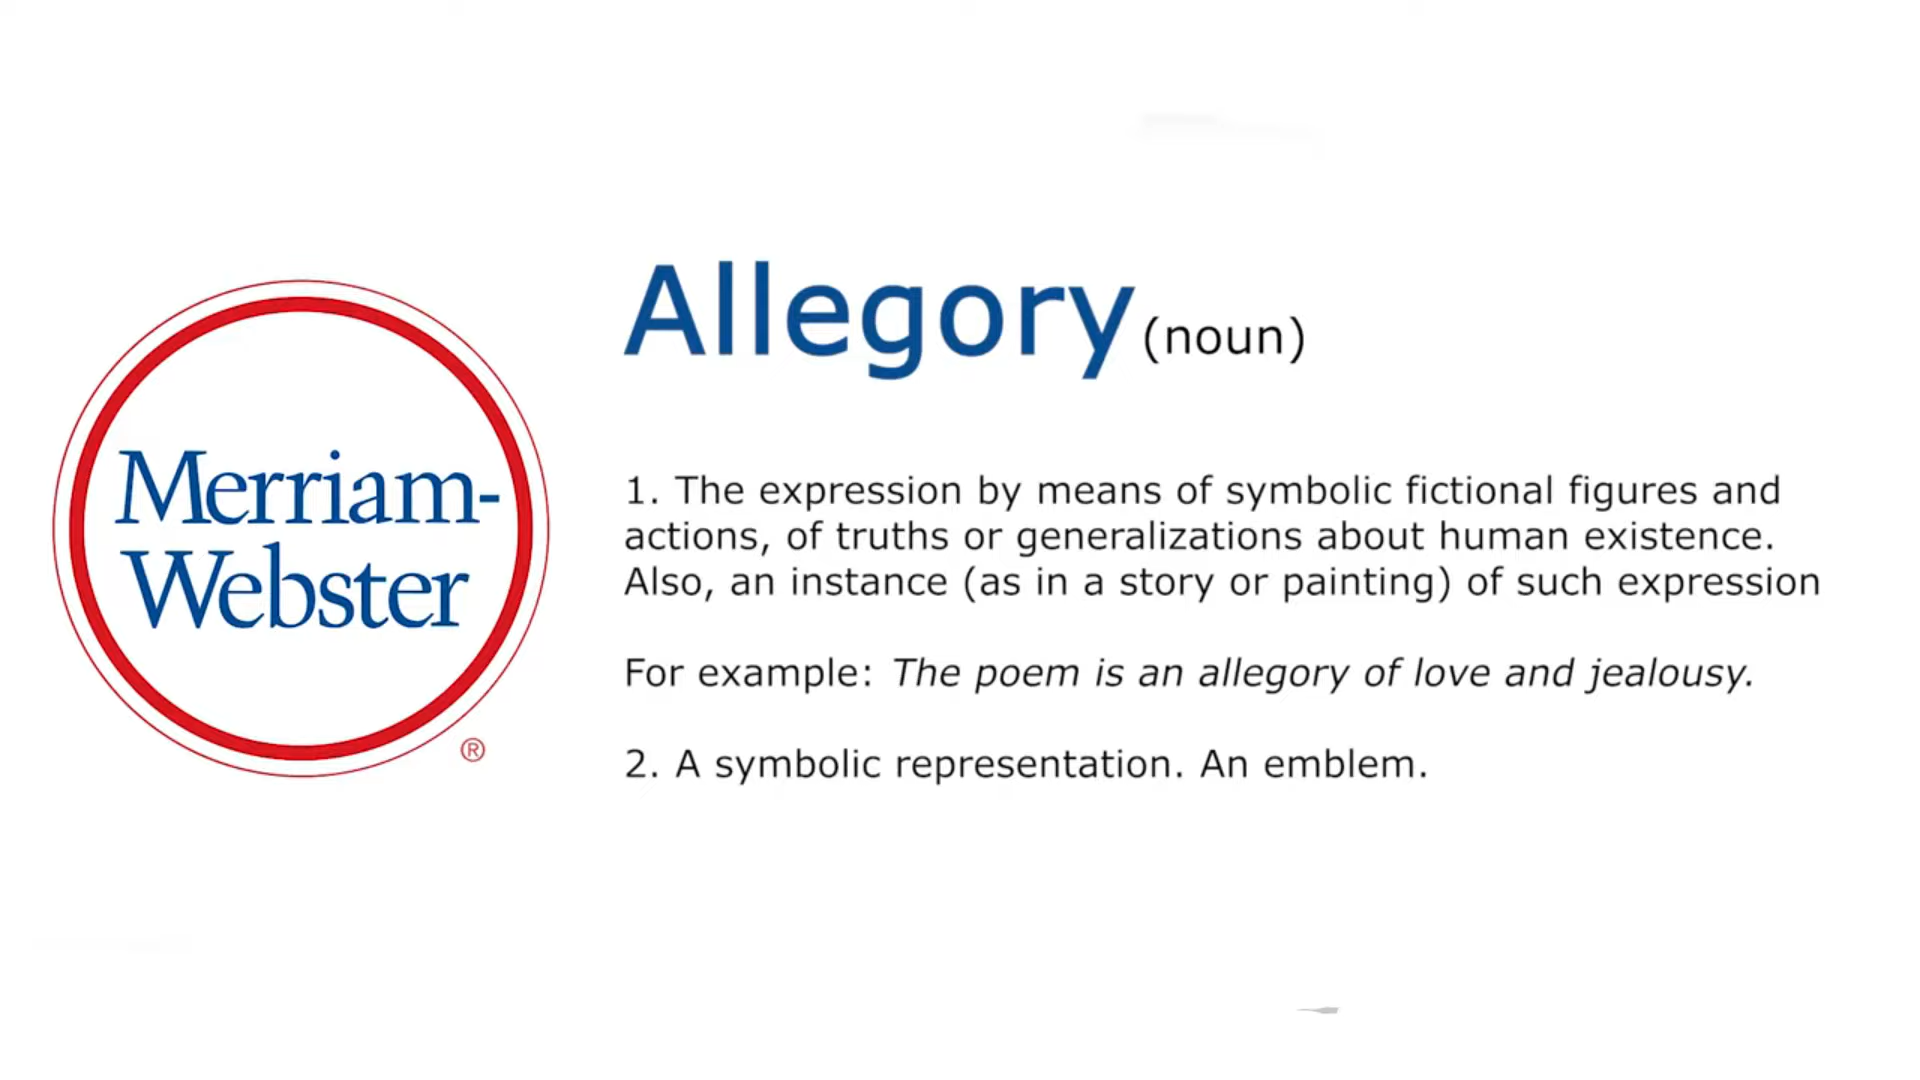 Merriam-
Webster
®
Allegory (noun)
1. The expression by means of symbolic fictional figures and
actions, of truths or generalizations about human existence.
Also, an instance (as in a story or painting) of such expression
For example: The poem is an allegory of love and jealousy.
2. A symbolic representation. An emblem.